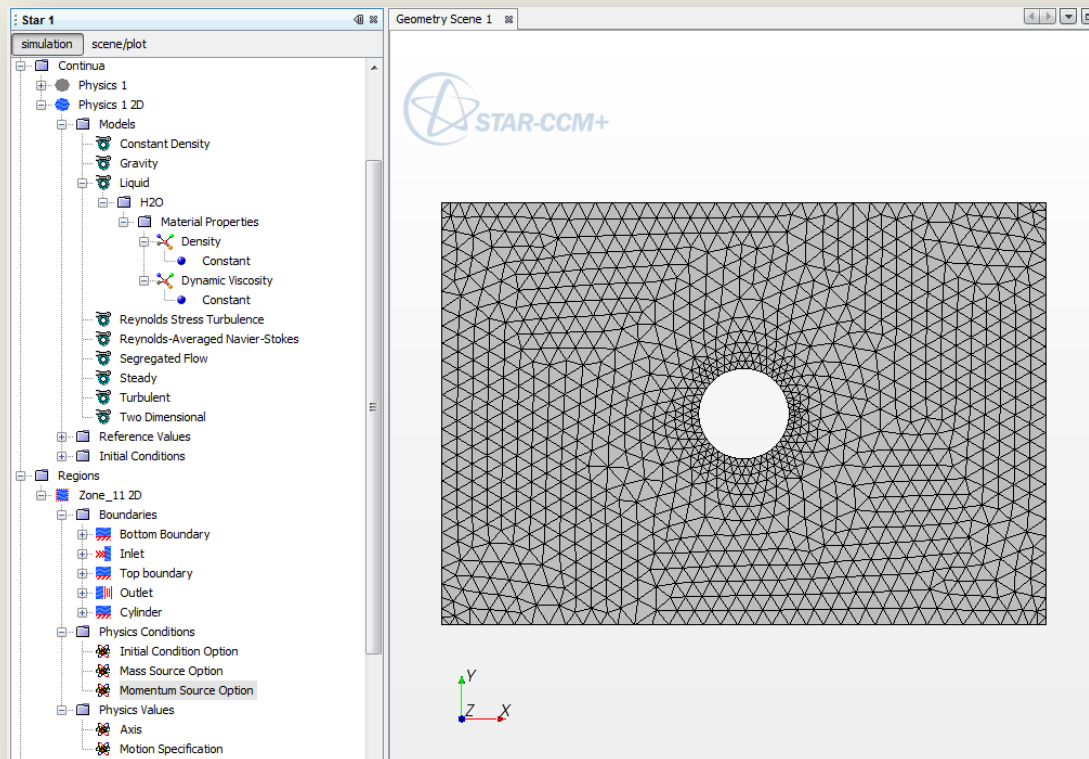 Star 1
simulation scene/plot
Continua
Physics 1
Physics 1 2D
Models
Constant Density
Gravity
Liquid
H2O
Material Properties
Density
Constant
Dynamic Viscosity
Constant
Reynolds Stress Turbulence
Reynolds-Averaged Navier-Stokes
Segregated Flow
Steady
Turbulent
Two Dimensional
Reference Values
Initial Conditions
Regions
Zone_11 2D
Boundaries
Bottom Boundary
Inlet
Top boundary
Outlet
Cylinder
Physics Conditions
Initial Condition Option
Mass Source Option
Momentum Source Option
Physics Values
Axis
Motion Specification
Geometry Scene 1
STAR-CCM+
Y
Z X